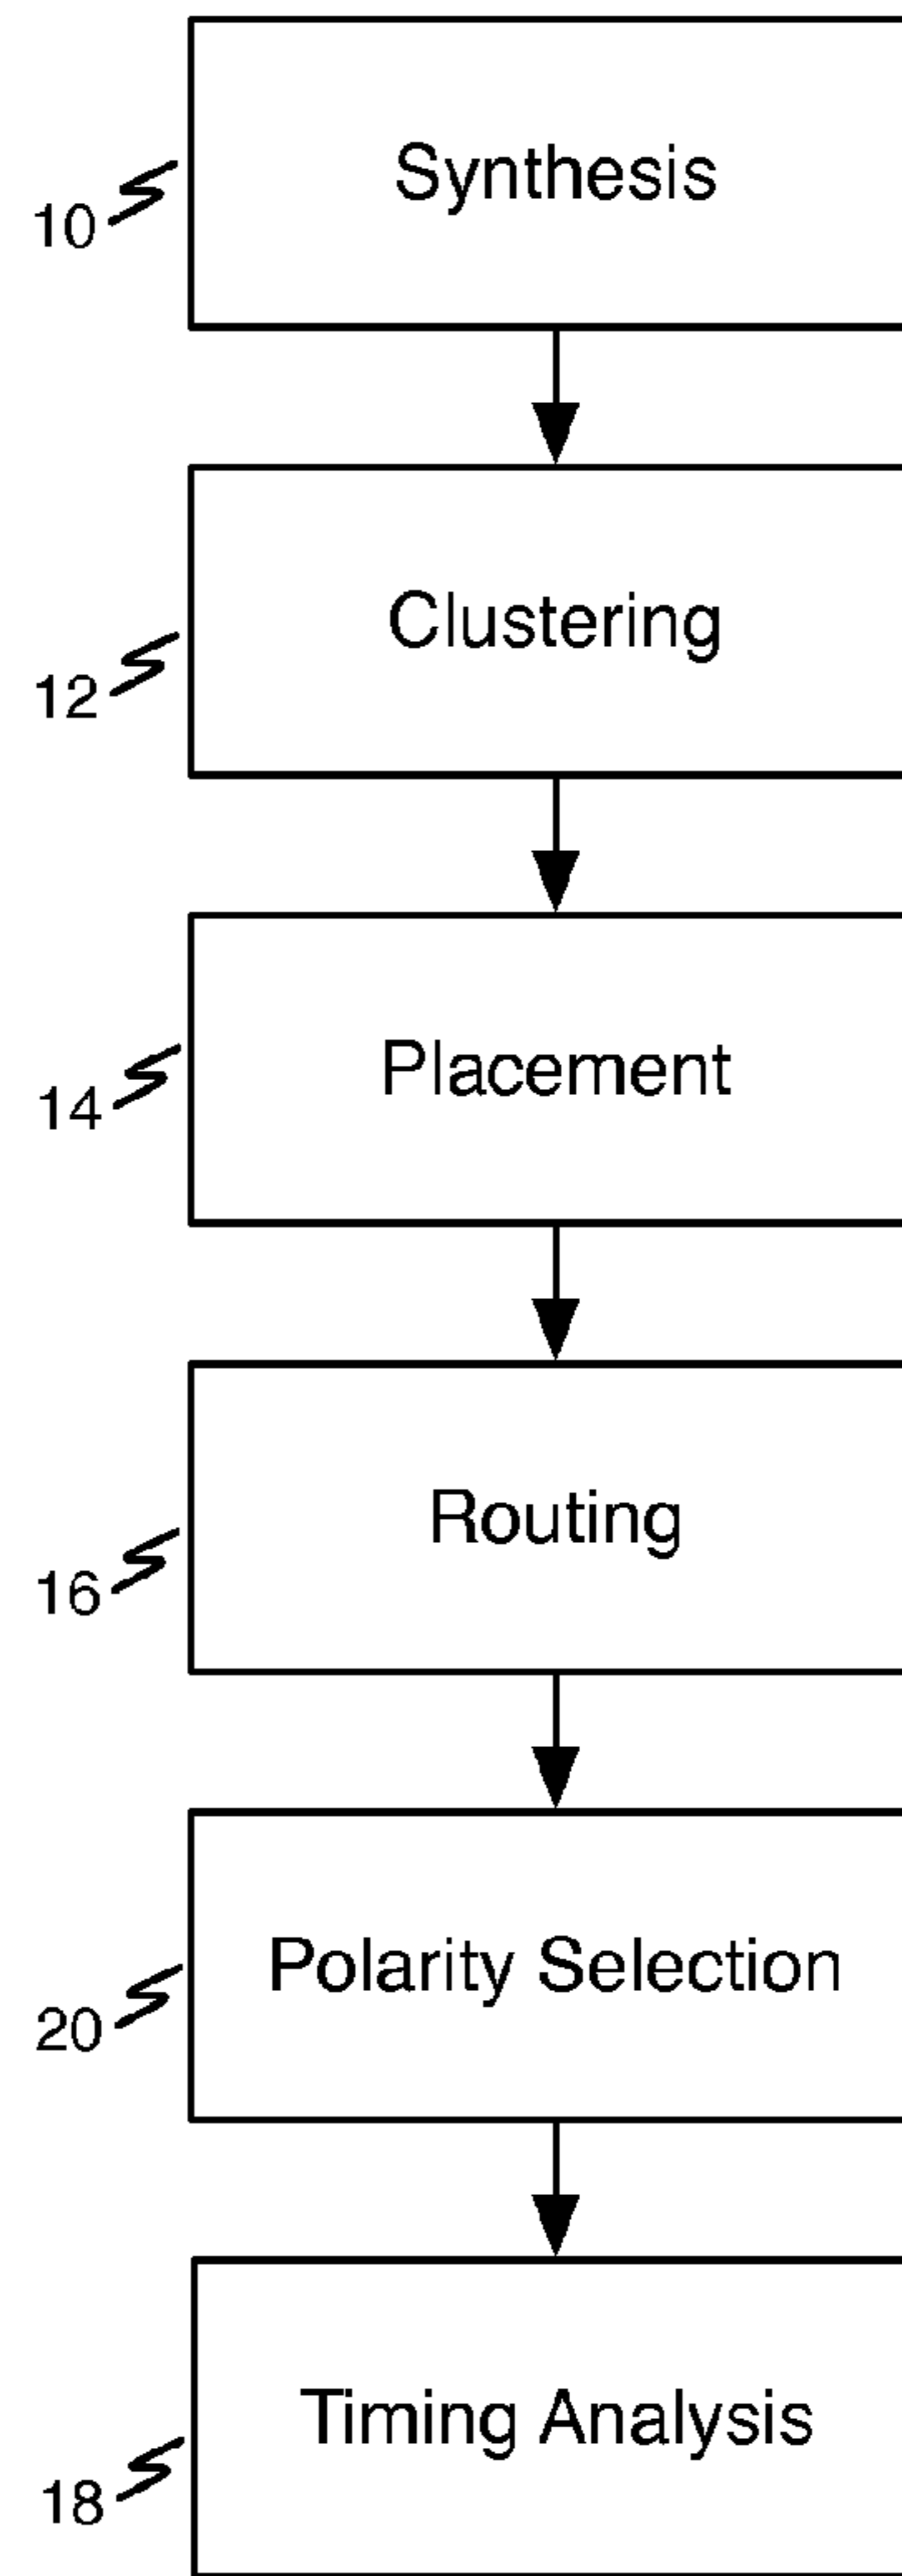 Synthesis
10
Clustering
12
Placement
14
Routing
16
Polarity Selection
20
Timing Analysis
18